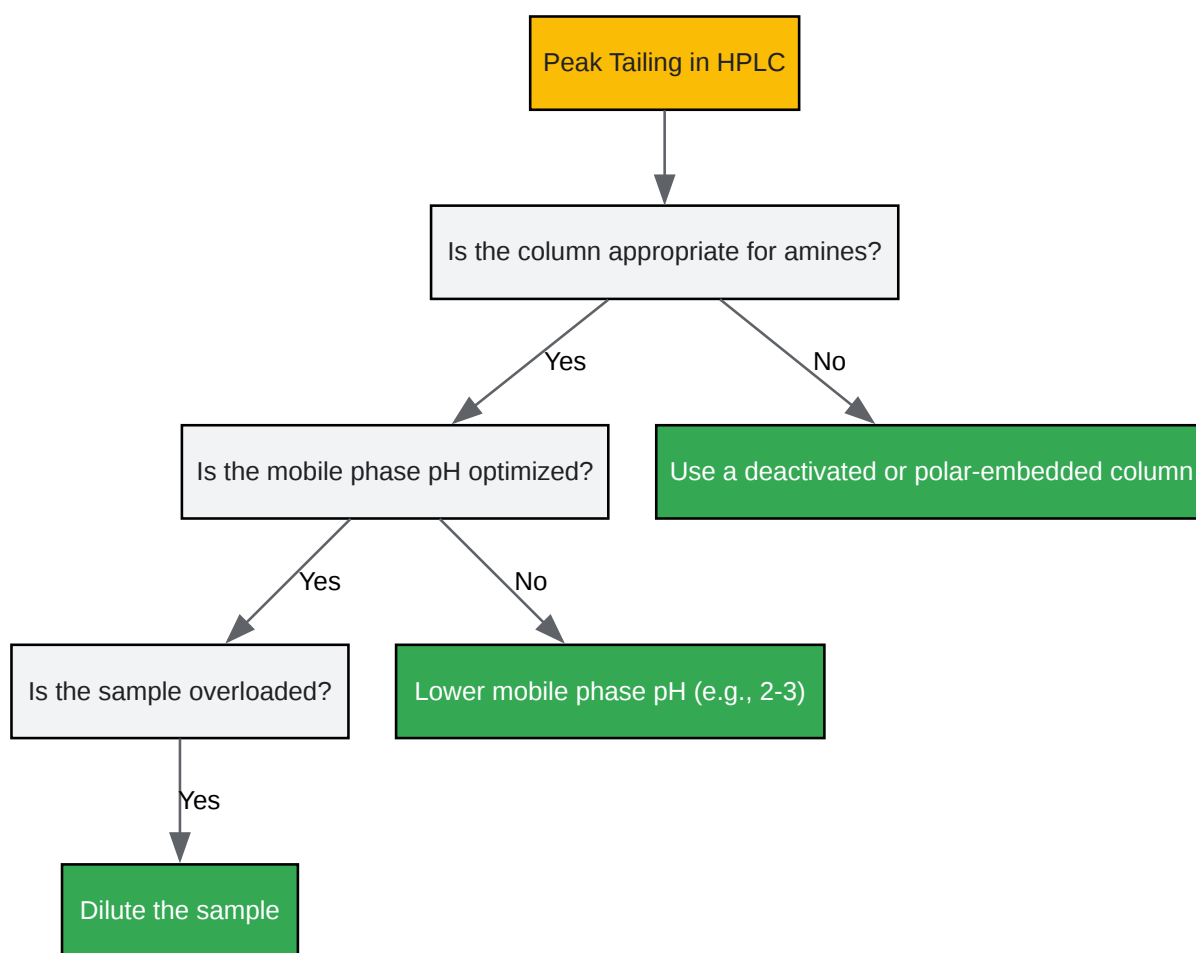 Peak Tailing in HPLC
Is the column appropriate for amines?
Yes
No
Is the mobile phase pH optimized?
Use a deactivated or polar-embedded column
Yes
No
Is the sample overloaded?
Lower mobile phase pH (e.g., 2-3)
Yes
Dilute the sample